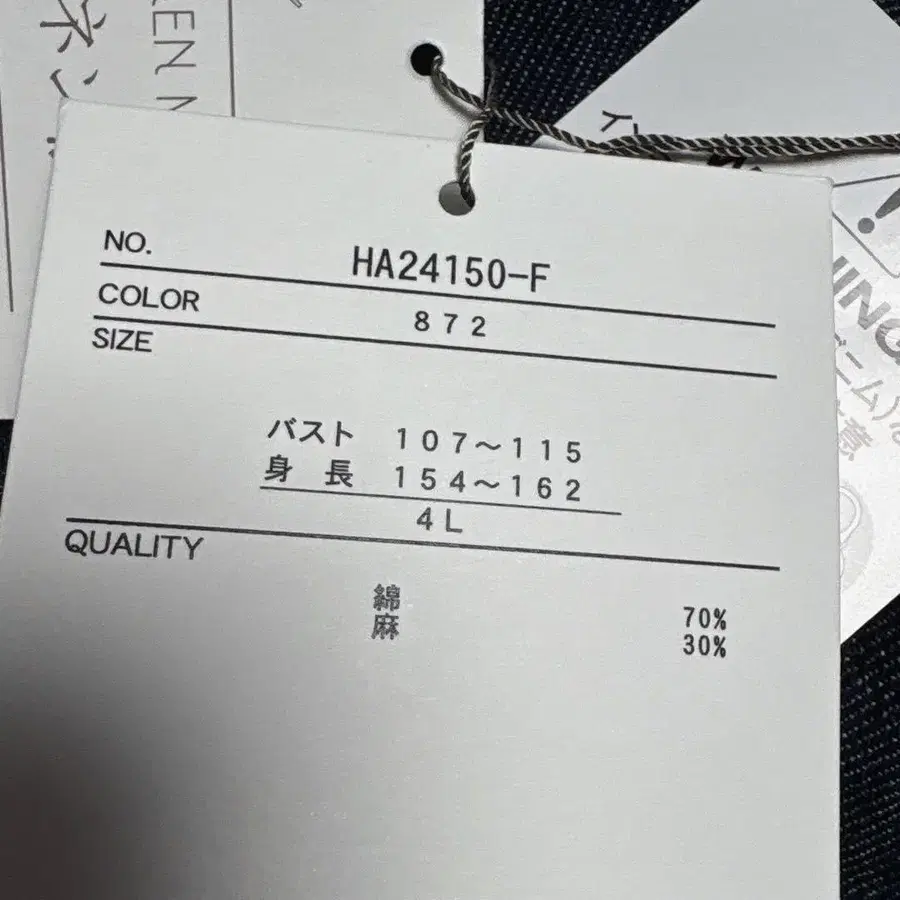 NO. HA24150-F
COLOR 872
SIZE
バスト 107～115
身長 154～162
4L
QUALITY
綿 70%
麻 30%